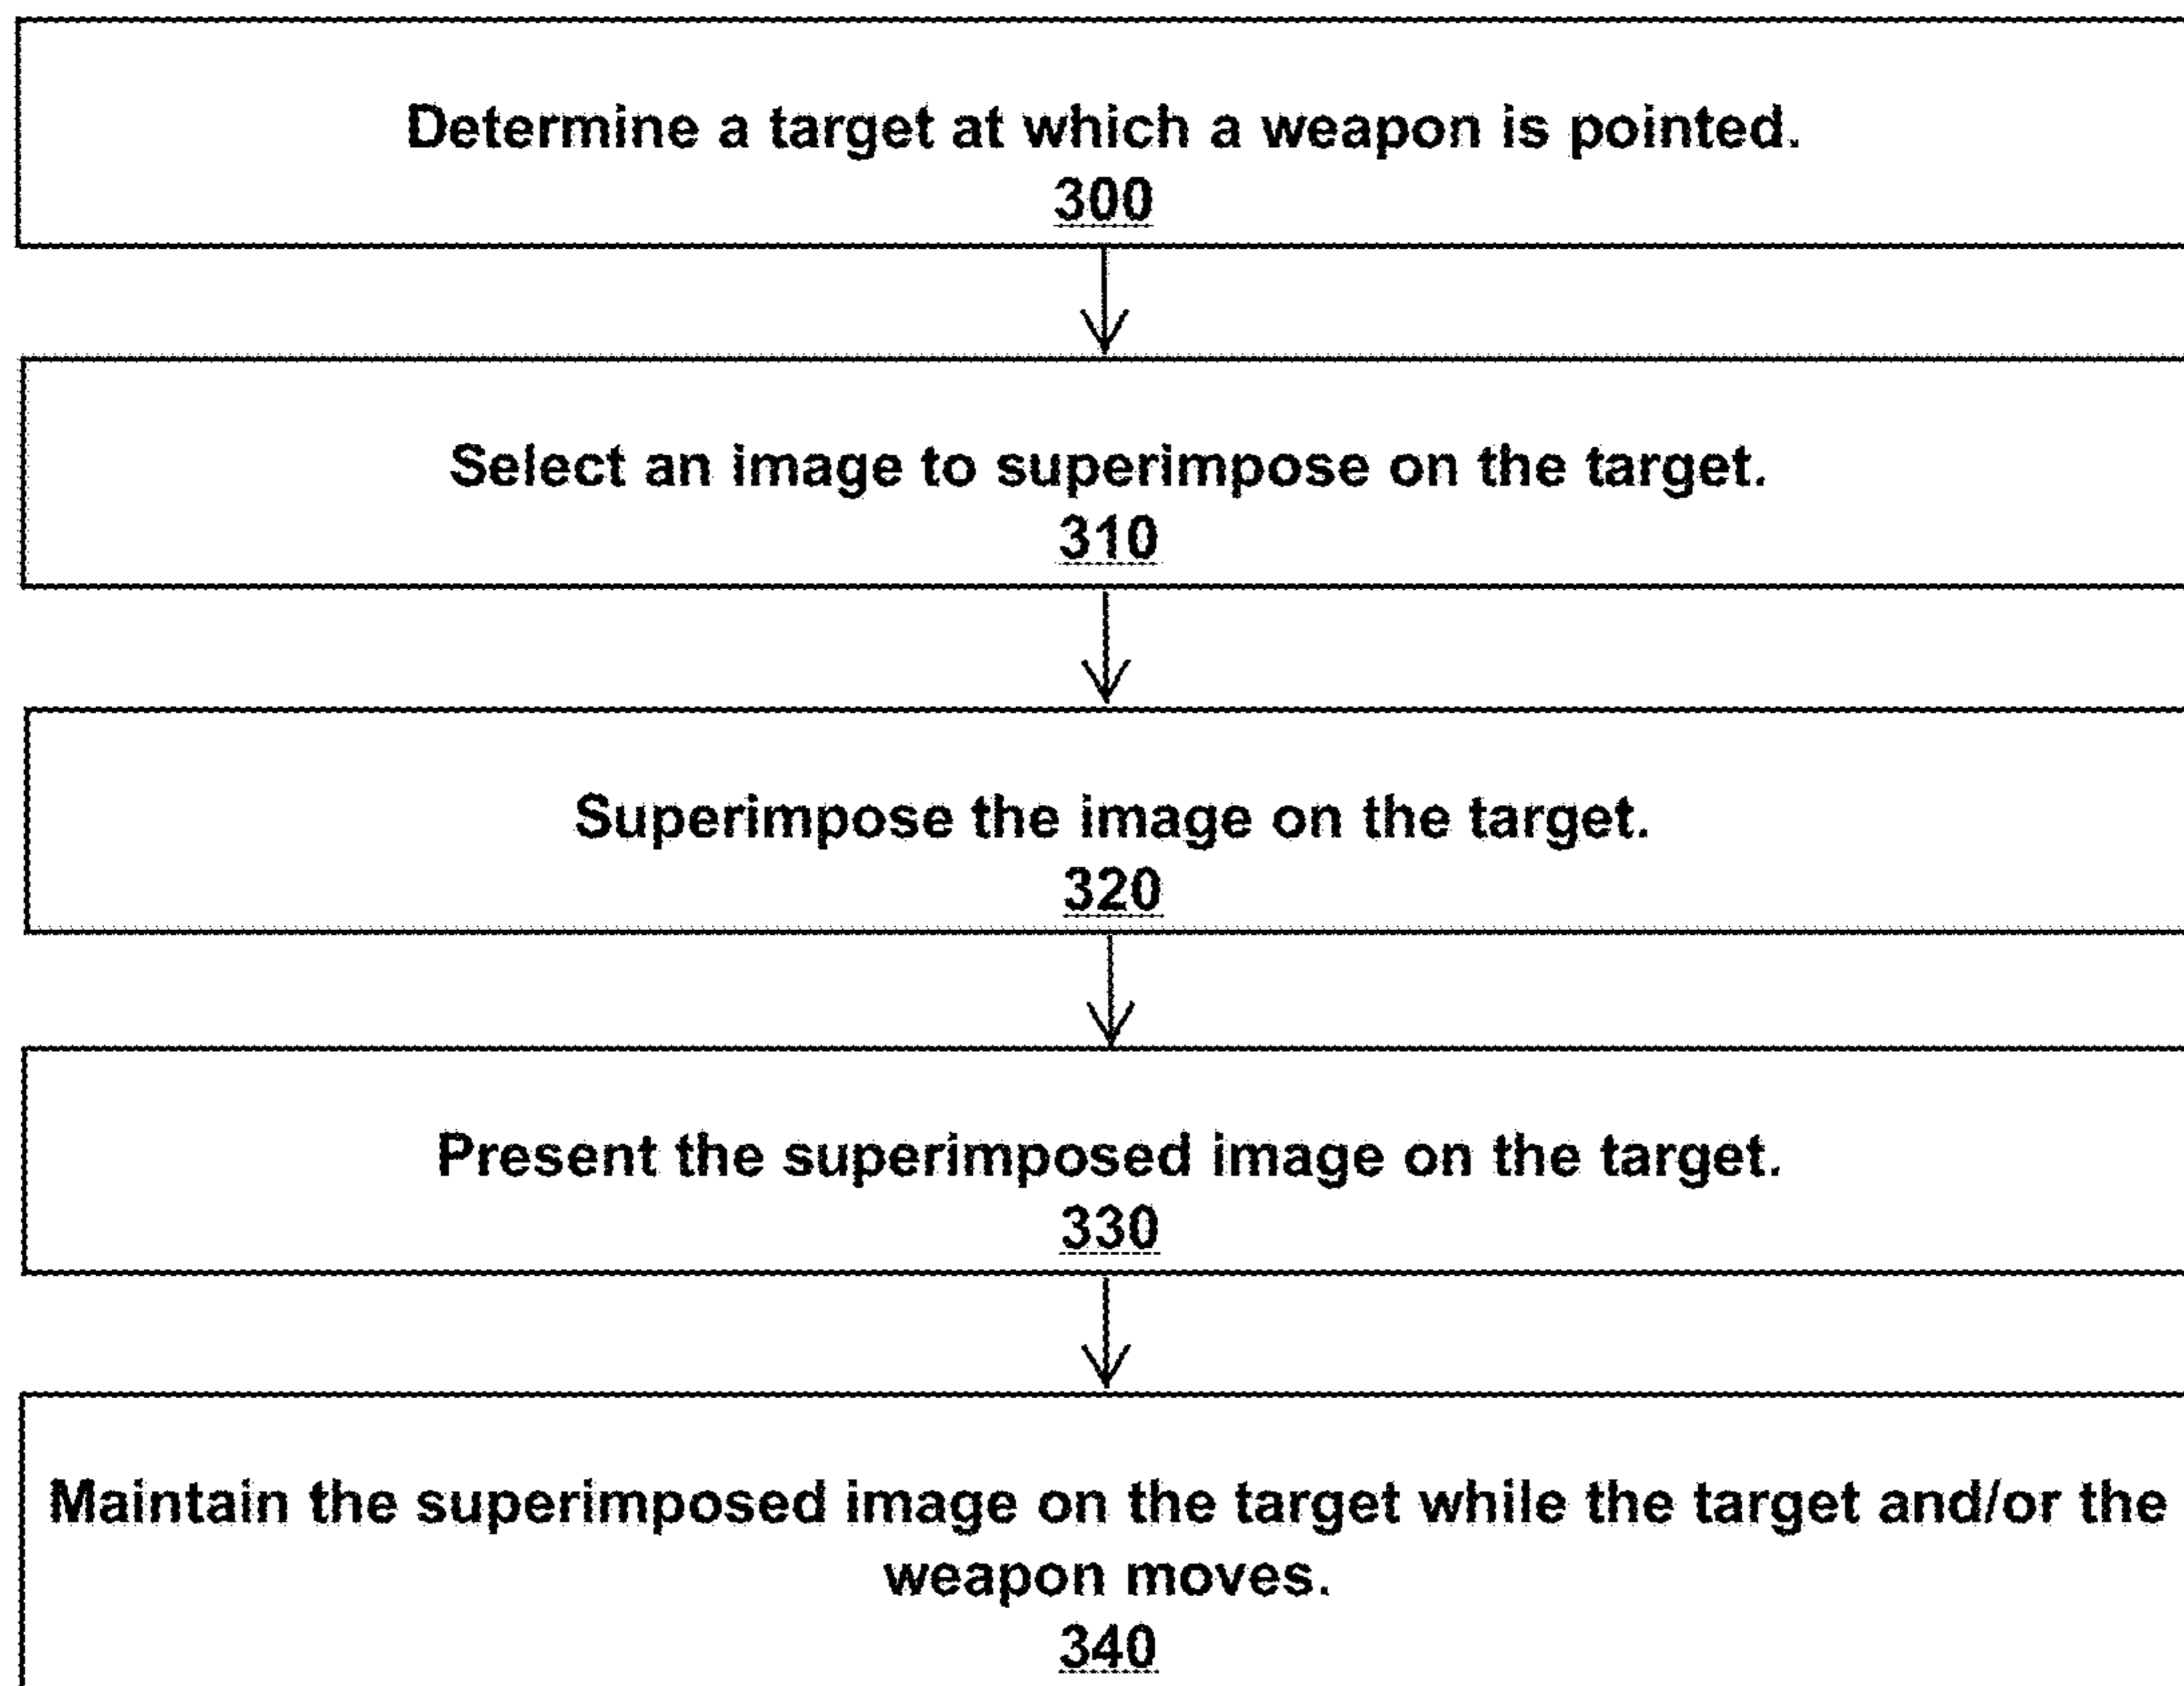 Determine a target at which a weapon is pointed.
300
Select an image to superimpose on the target.
310
Superimpose the image on the target.
320
Present the superimposed image on the target.
330
Maintain the superimposed image on the target while the target and/or the
weapon moves.
340